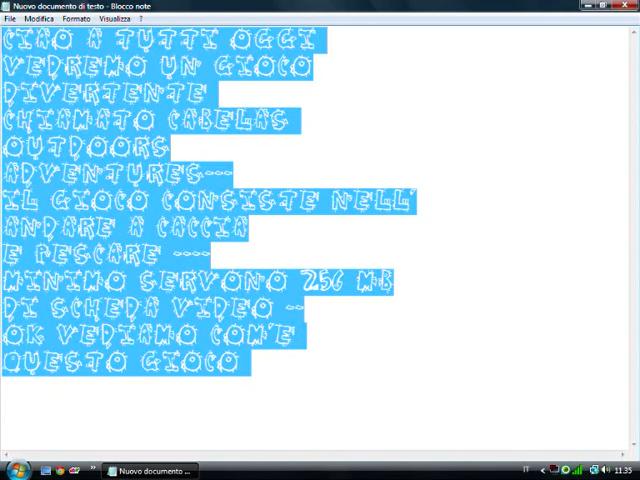 Nuovo documento di testo - Blocco note
File Modifica Formato Visualizza ?
CIAO A TUTTI OGGI
VEDREMO UN GIOCO
DIVERTENTE
CHIAMATO CABELAS
OUTDOORS
ADVENTURES---
IL GIOCO CONSISTE NELL'
ANDARE A CACCIA
E PESCARE ----
MINIMO SERVONO 256 MB
DI SCHEDA VIDEO --
OK VEDIAMO COM'E
QUESTO GIOCO
Nuovo documento ... IT 11.35